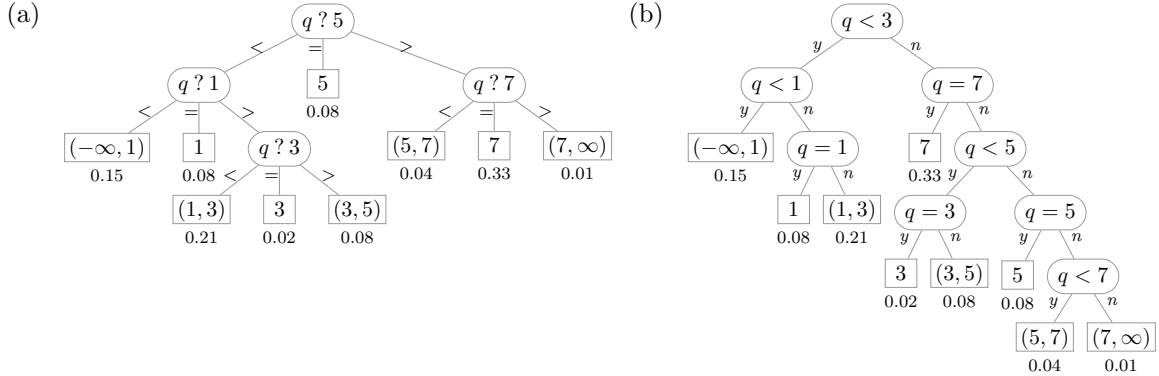 (a)
q ? 5
< = >
q ? 1 5 q ? 7
0.08
< = > < = >
(−∞, 1) 1 q ? 3 (5, 7) 7 (7, ∞)
0.15 0.08 0.04 0.33 0.01
< = >
(1, 3) 3 (3, 5)
0.21 0.02 0.08
(b)
q < 3
y n
q < 1 q = 7
y n y n
(−∞, 1) q = 1 7 q < 5
0.15 0.33
y n y n
1 (1, 3) q = 3 q = 5
0.08 0.21
y n y n
3 (3, 5) 5 q < 7
0.02 0.08 0.08
y n
(5, 7) (7, ∞)
0.04 0.01